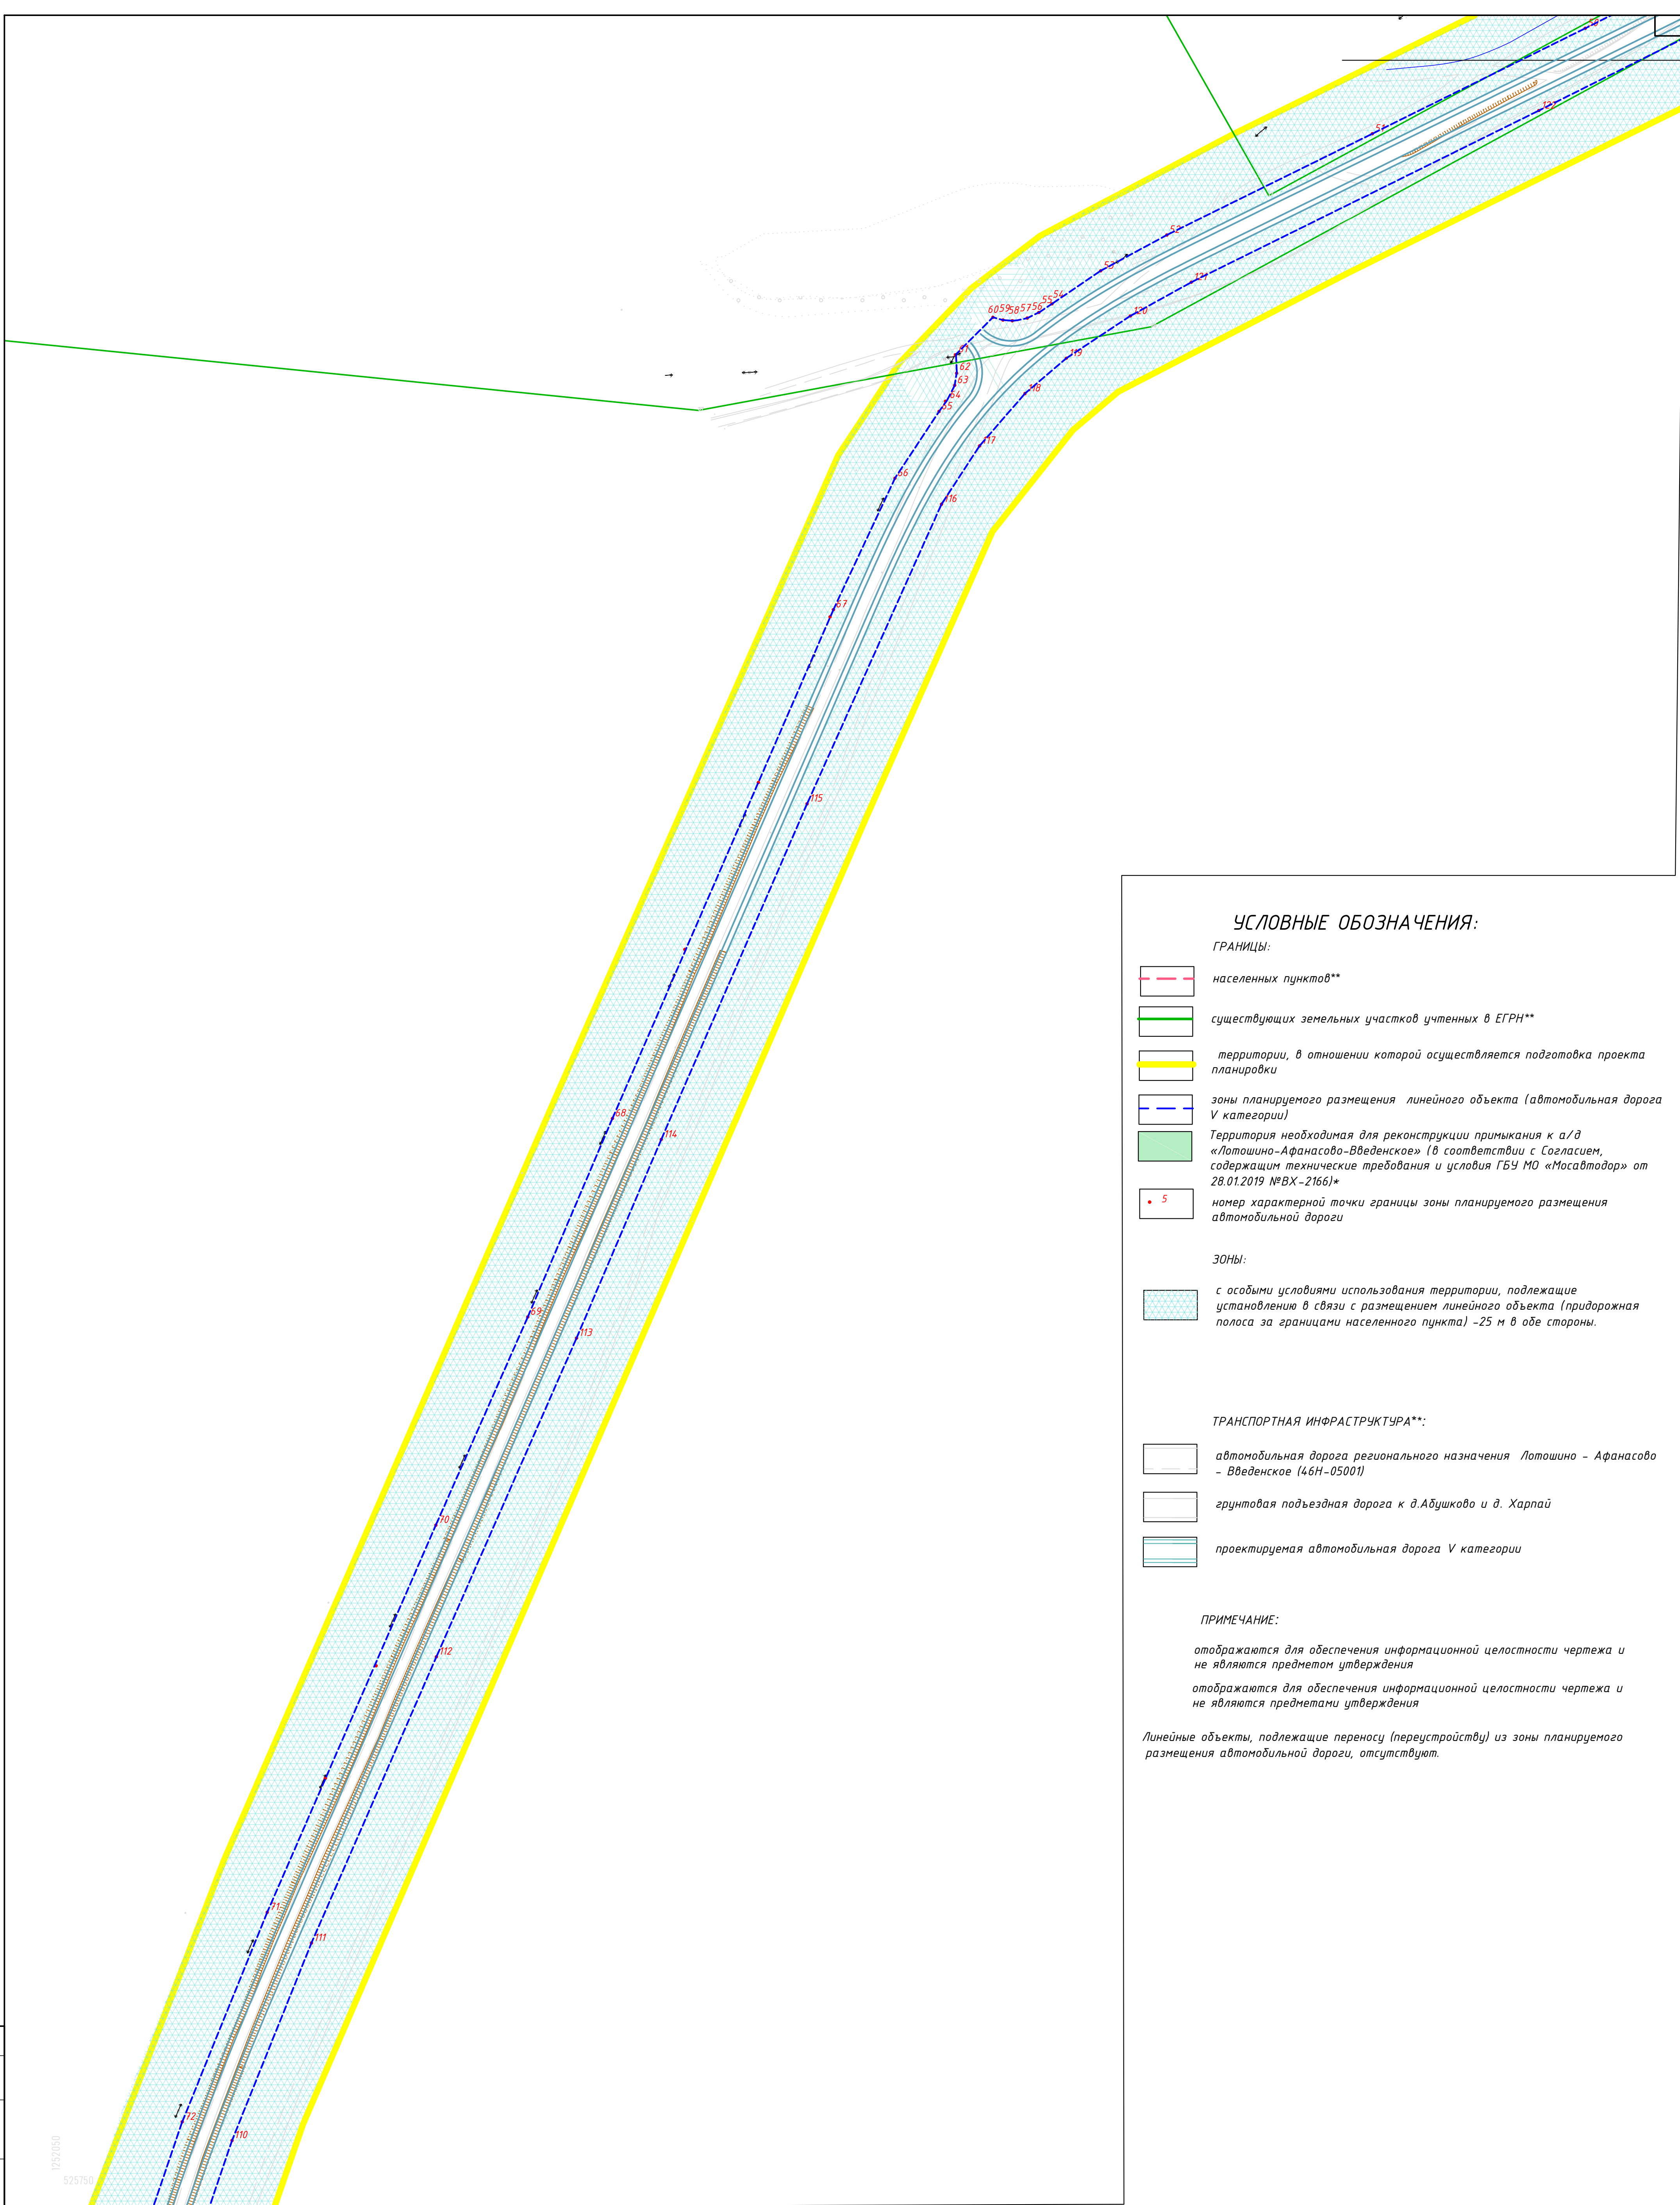 50
51
122
52
53
121
54
55
56
57
58
59
60
120
61
119
62
63
64
65
118
117
66
116
67
115
68
114
69
113
70
112
71
111
72
110
1252050
525750
УСЛОВНЫЕ ОБОЗНАЧЕНИЯ:
ГРАНИЦЫ:
населенных пунктов**
существующих земельных участков учтенных в ЕГРН**
территории, в отношении которой осуществляется подготовка проекта
планировки
зоны планируемого размещения линейного объекта (автомобильная дорога
V категории)
Территория необходимая для реконструкции примыкания к а/д
«Лотошино-Афанасово-Введенское» (в соответствии с Согласием,
содержащим технические требования и условия ГБУ МО «Мосавтодор» от
28.01.2019 №ВХ-2166)*
5
номер характерной точки границы зоны планируемого размещения
автомобильной дороги
ЗОНЫ:
с особыми условиями использования территории, подлежащие
установлению в связи с размещением линейного объекта (придорожная
полоса за границами населенного пункта) -25 м в обе стороны.
ТРАНСПОРТНАЯ ИНФРАСТРУКТУРА**:
автомобильная дорога регионального назначения Лотошино - Афанасово
- Введенское (46Н-05001)
грунтовая подъездная дорога к д.Абушково и д. Харпай
проектируемая автомобильная дорога V категории
ПРИМЕЧАНИЕ:
отображаются для обеспечения информационной целостности чертежа и
не являются предметом утверждения
отображаются для обеспечения информационной целостности чертежа и
не являются предметами утверждения
Линейные объекты, подлежащие переносу (переустройству) из зоны планируемого
размещения автомобильной дороги, отсутствуют.